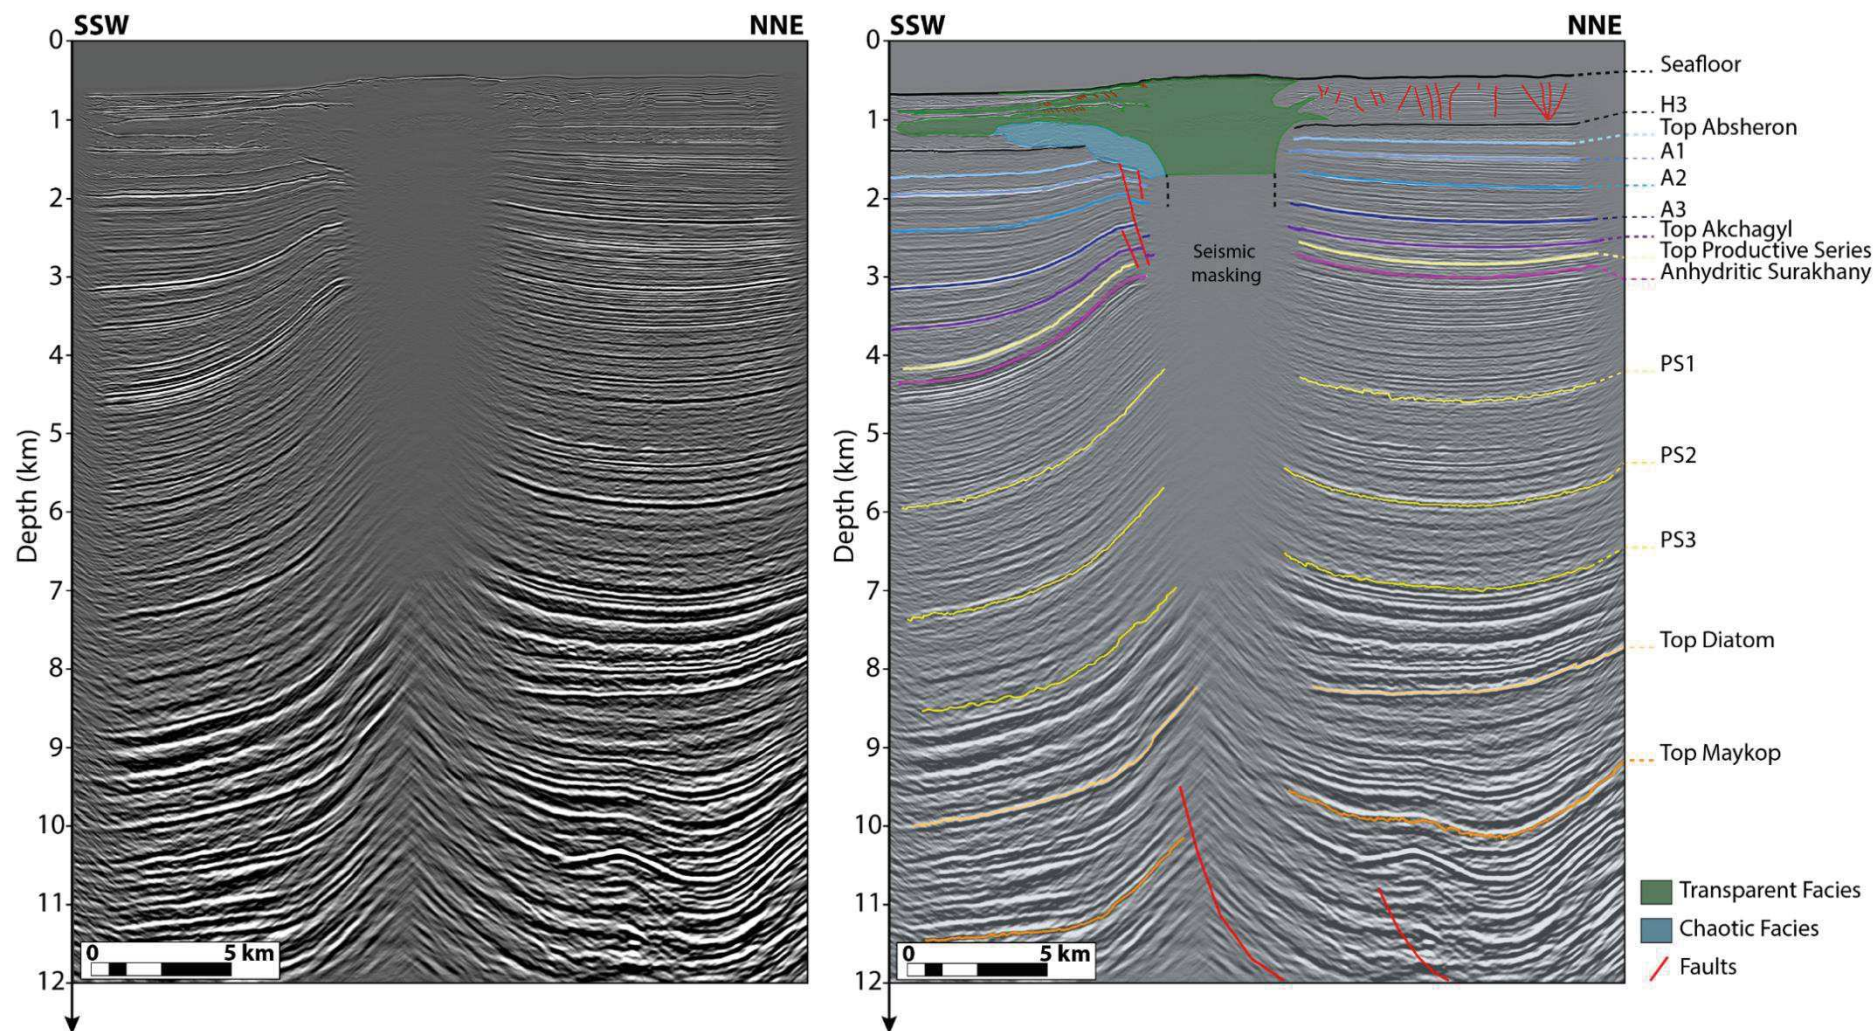 SSW
NNE
0
1
2
3
4
5
6
7
8
9
10
11
12
Depth (km)
0
5 km
SSW
NNE
0
1
2
3
4
5
6
7
8
9
10
11
12
Depth (km)
Seismic
masking
0
5 km
Seafloor
H3
Top Absheron
A1
A2
A3
Top Akchagyl
Top Productive Series
Anhydritic Surakhany
PS1
PS2
PS3
Top Diatom
Top Maykop
Transparent Facies
Chaotic Facies
Faults